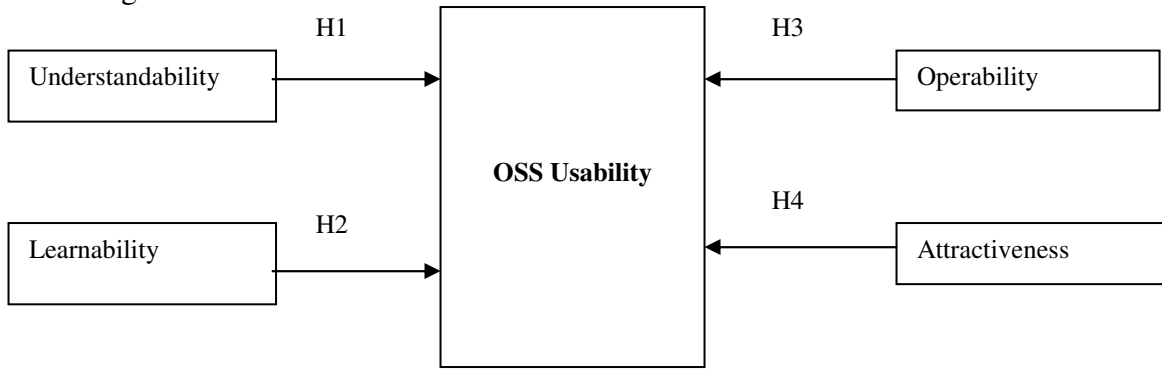 H1
H3
Understandability
Operability
OSS Usability
H4
H2
Learnability
Attractiveness